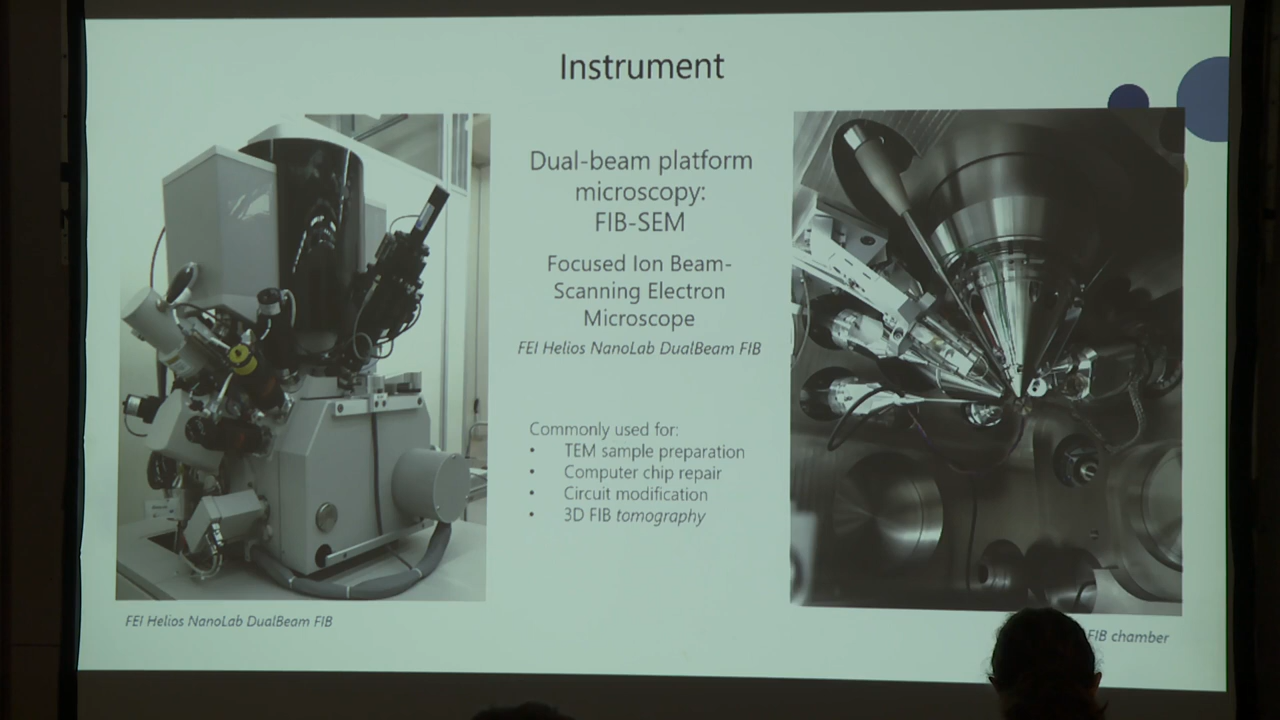 Instrument
Dual-beam platform
microscopy:
FIB-SEM
Focused Ion Beam-
Scanning Electron
Microscope
FEI Helios NanoLab DualBeam FIB
Commonly used for:
• TEM sample preparation
• Computer chip repair
• Circuit modification
• 3D FIB tomography
FEI Helios NanoLab DualBeam FIB
FIB chamber